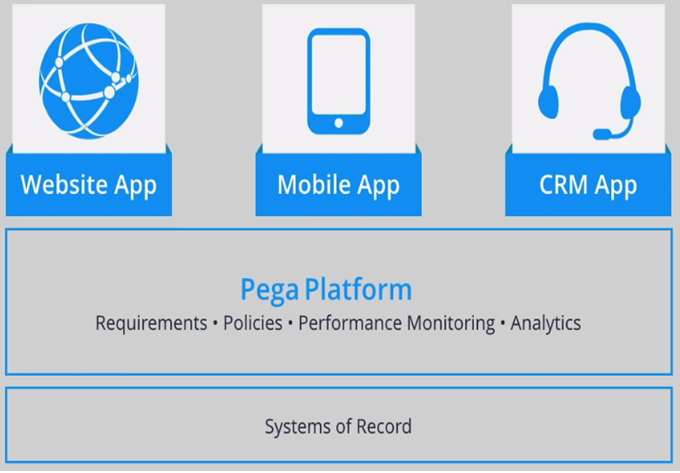 Website App
Mobile App
CRM App
Pega Platform
Requirements • Policies • Performance Monitoring • Analytics
Systems of Record